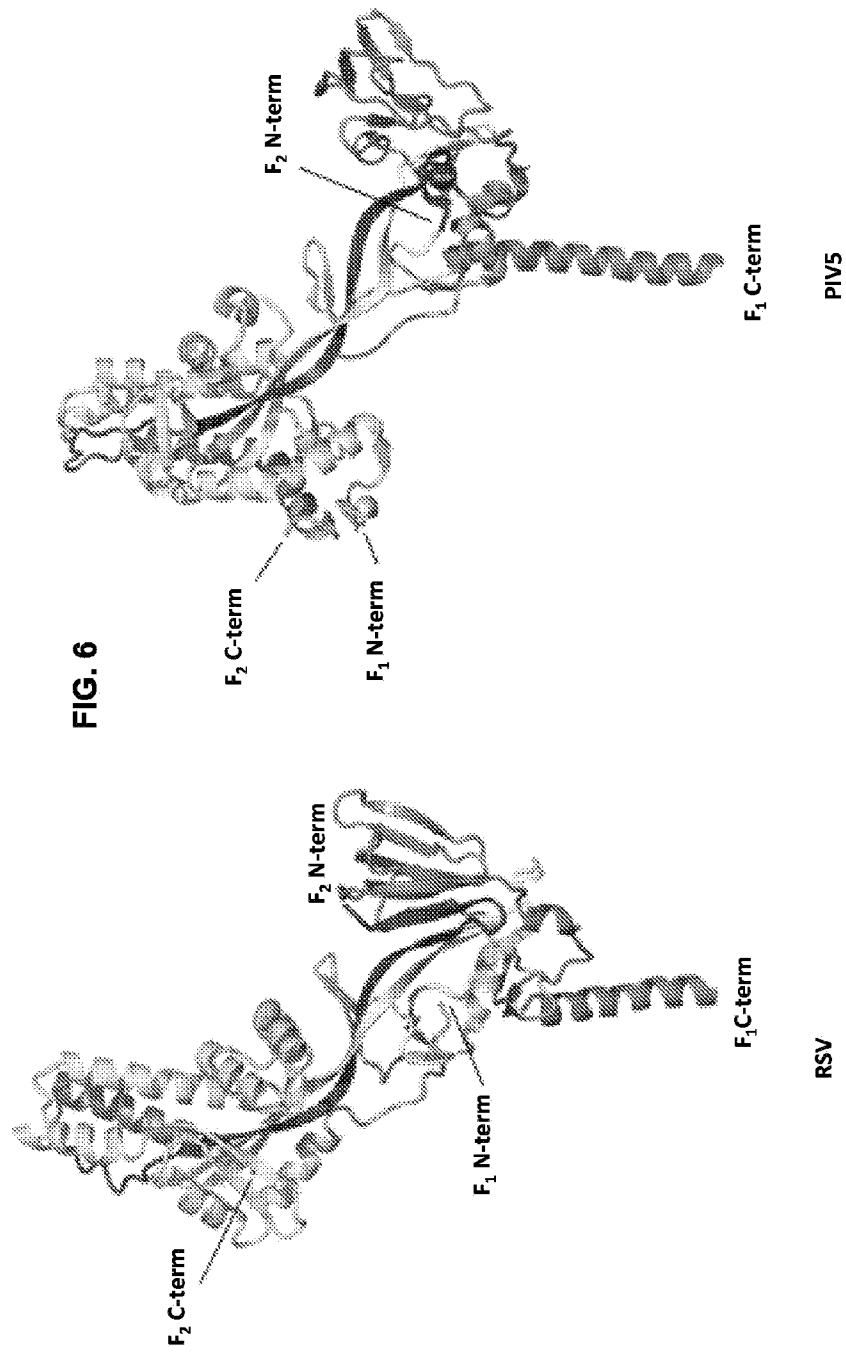 FIG. 6
F₂ C-term
F₂ N-term
F₁ N-term
F₁C-term
RSV
F₂ N-term
F₂ C-term
F₁ N-term
F₁ C-term
PIV5